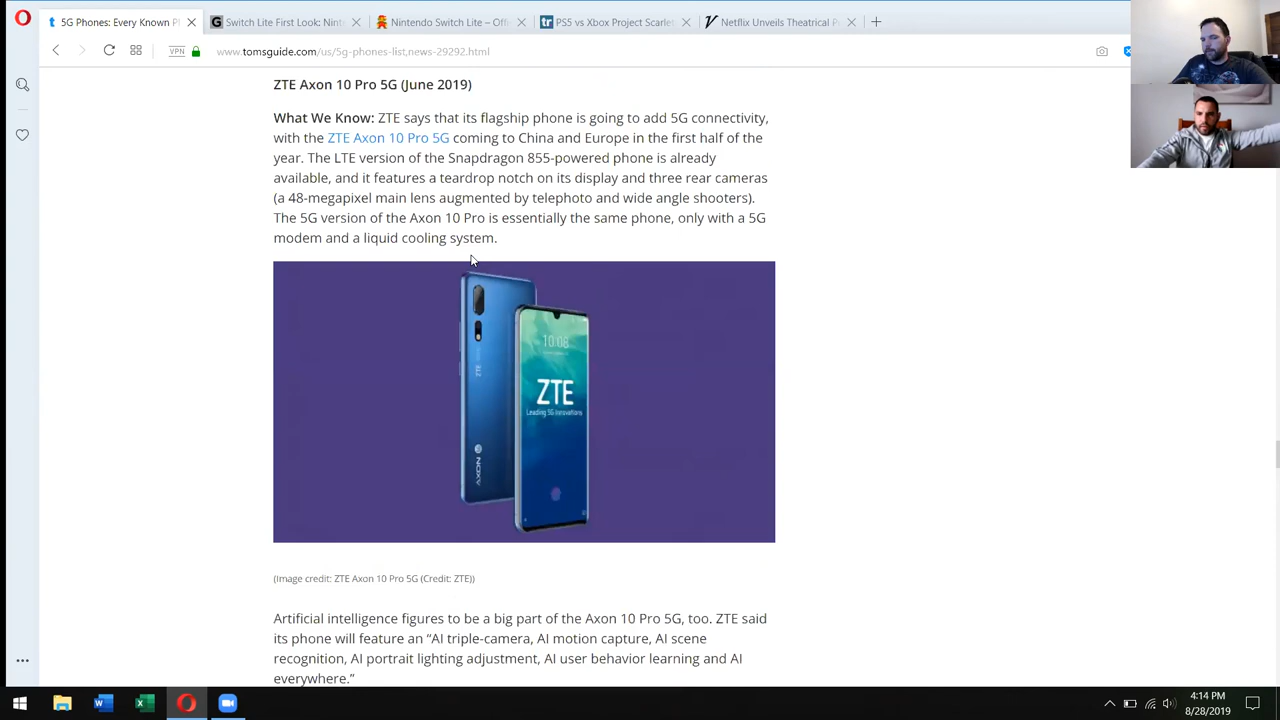 5G Phones: Every Known P
Switch Lite First Look: Nint
Nintendo Switch Lite – Offi
PS5 vs Xbox Project Scarlet
Netflix Unveils Theatrical P
VPN
www.tomsguide.com/us/5g-phones-list,news-29292.html
ZTE Axon 10 Pro 5G (June 2019)
What We Know: ZTE says that its flagship phone is going to add 5G connectivity,
with the ZTE Axon 10 Pro 5G coming to China and Europe in the first half of the
year. The LTE version of the Snapdragon 855-powered phone is already
available, and it features a teardrop notch on its display and three rear cameras
(a 48-megapixel main lens augmented by telephoto and wide angle shooters).
The 5G version of the Axon 10 Pro is essentially the same phone, only with a 5G
modem and a liquid cooling system.
10:08
ZTE
Leading 5G Innovations
ZTE
AXON
(Image credit: ZTE Axon 10 Pro 5G (Credit: ZTE))
Artificial intelligence figures to be a big part of the Axon 10 Pro 5G, too. ZTE said
its phone will feature an “AI triple-camera, AI motion capture, AI scene
recognition, AI portrait lighting adjustment, AI user behavior learning and AI
everywhere.”
4:14 PM
8/28/2019